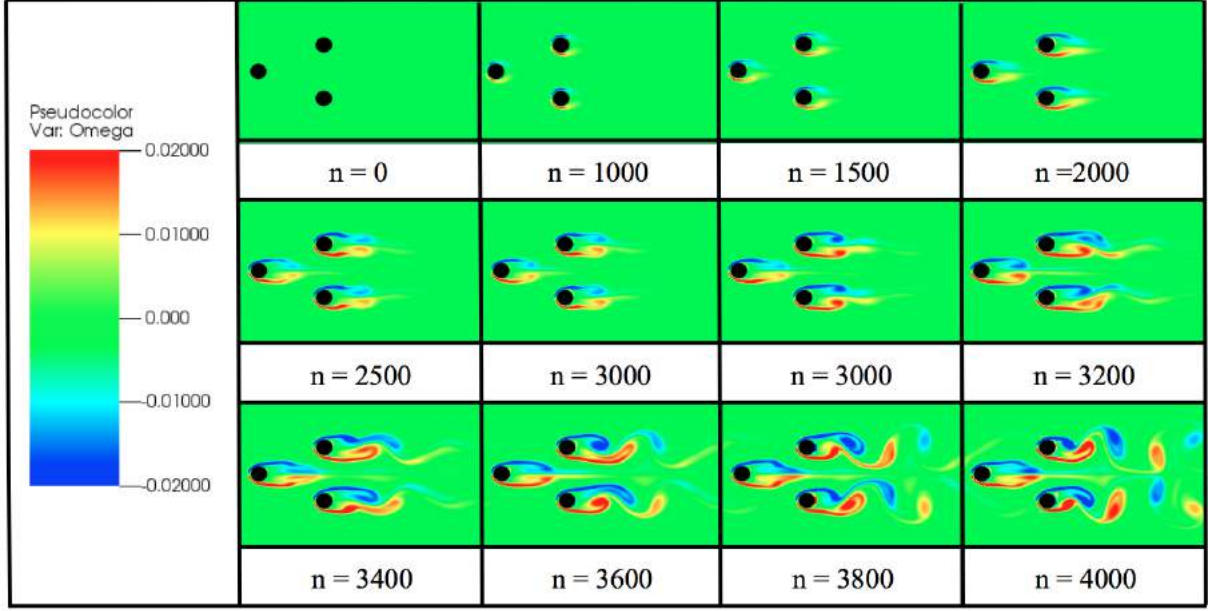 Pseudocolor
Var: Omega
0.02000
0.01000
0.000
-0.01000
-0.02000
n = 0
n = 1000
n = 1500
n =2000
n = 2500
n = 3000
n = 3000
n = 3200
n = 3400
n = 3600
n = 3800
n = 4000